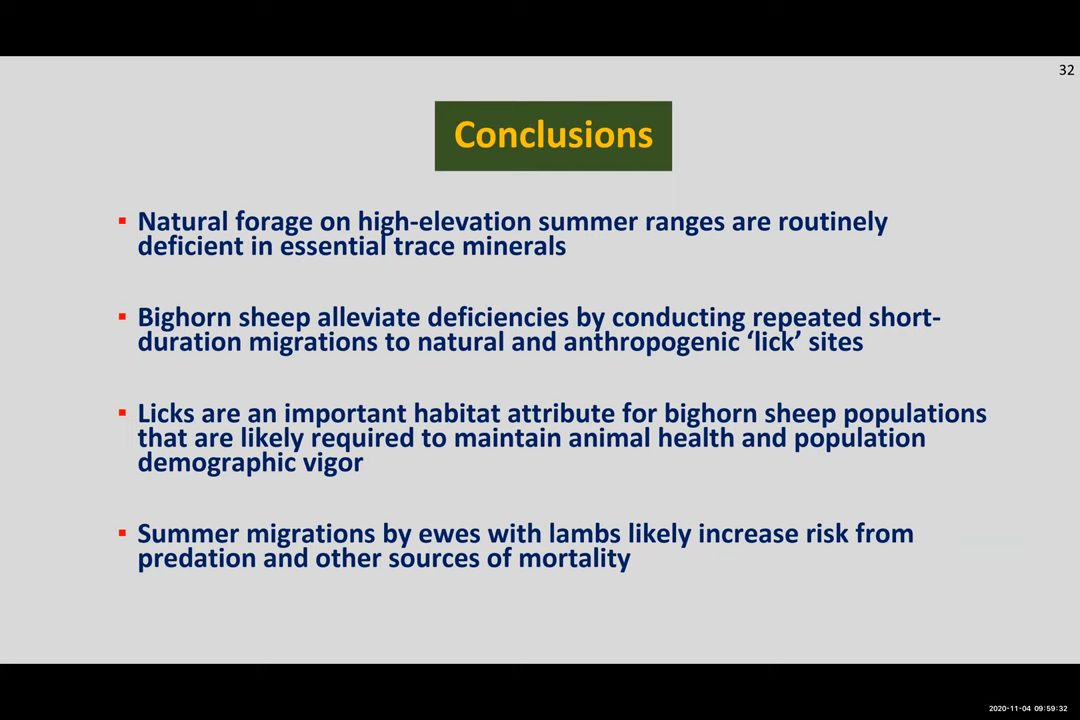 32
Conclusions
▪ Natural forage on high-elevation summer ranges are routinely
deficient in essential trace minerals
▪ Bighorn sheep alleviate deficiencies by conducting repeated short-
duration migrations to natural and anthropogenic ‘lick’ sites
▪ Licks are an important habitat attribute for bighorn sheep populations
that are likely required to maintain animal health and population
demographic vigor
▪ Summer migrations by ewes with lambs likely increase risk from
predation and other sources of mortality
2020-11-04 09:59:32